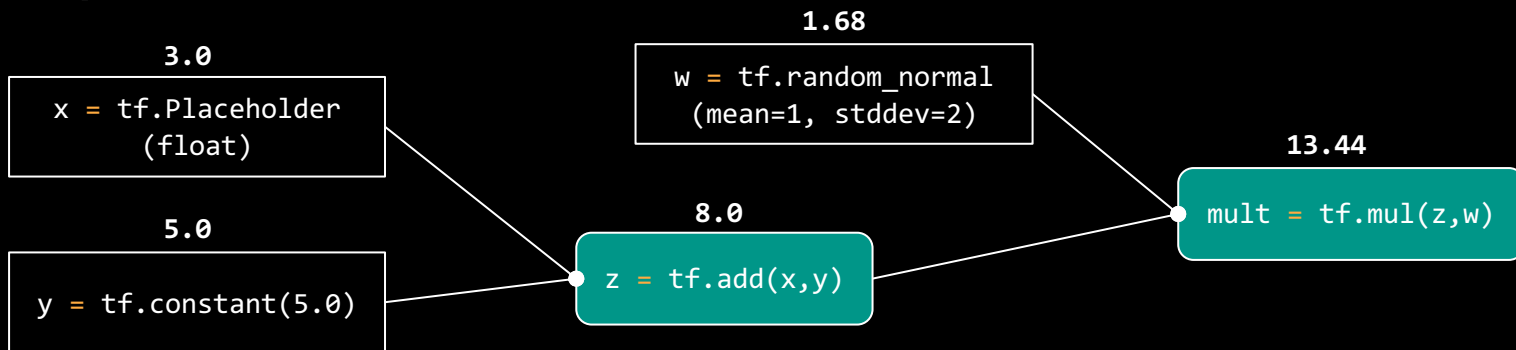 3.0
x = tf.Placeholder
(float)
5.0
y = tf.constant(5.0)
8.0
z = tf.add(x,y)
1.68
w = tf.random_normal
(mean=1, stddev=2)
13.44
mult = tf.mul(z,w)